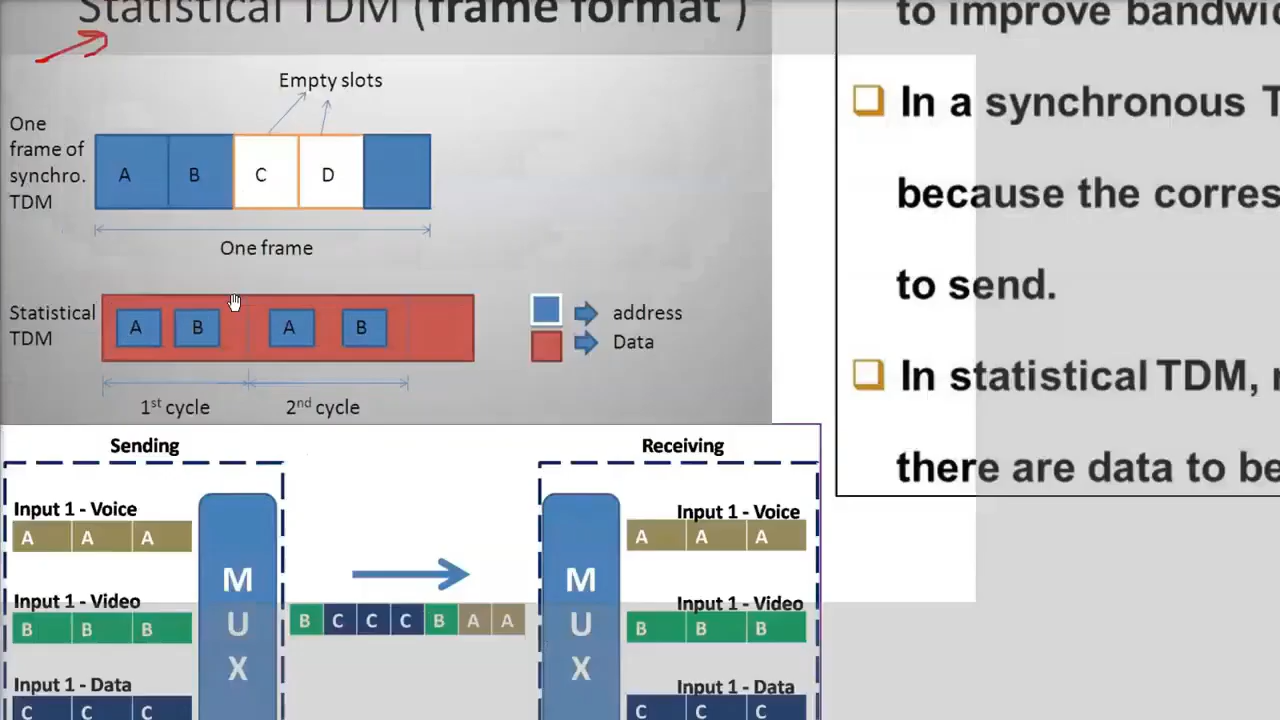 Statistical TDM (frame format )
Empty slots
One
frame of
synchro.
TDM
A B C D
One frame
Statistical
TDM
A B A B
address
Data
1st cycle 2nd cycle
Sending
Receiving
Input 1 - Voice
A A A
Input 1 - Video
B B B
Input 1 - Data
C C C
M
U
X
B C C C B A A
M
U
X
Input 1 - Voice
A A A
Input 1 - Video
B B B
Input 1 - Data
C C C
to improve
In a synchronous
because the
to send.
In statistical TDM,
there are data to be